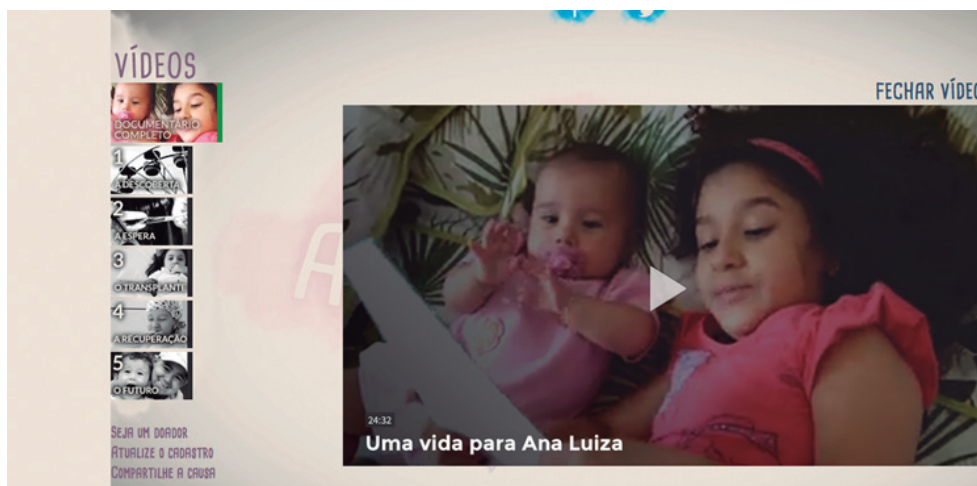 VÍDEOS
DOCUMENTÁRIO
COMPLETO
1
A DESCOBERTA
2
A ESPERA
3
O TRANSPLANTE
4
A RECUPERAÇÃO
5
O FUTURO
SEJA UM DOADOR
ATUALIZE O CADASTRO
COMPARTILHE A CAUSA
FECHAR VÍDEO
24:32
Uma vida para Ana Luiza